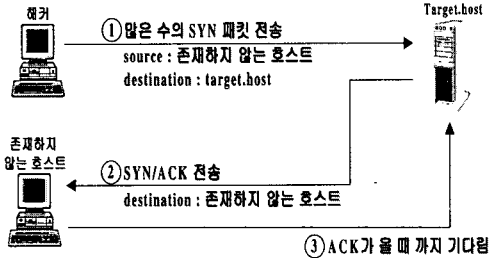 해커
Target.host
①많은 수의 SYN 패킷 전송
source : 존재하지 않는 호스트
destination : target.host
존재하지
않는 호스트
②SYN/ACK 전송
destination : 존재하지 않는 호스트
③ACK가 올 때 까지 기다림